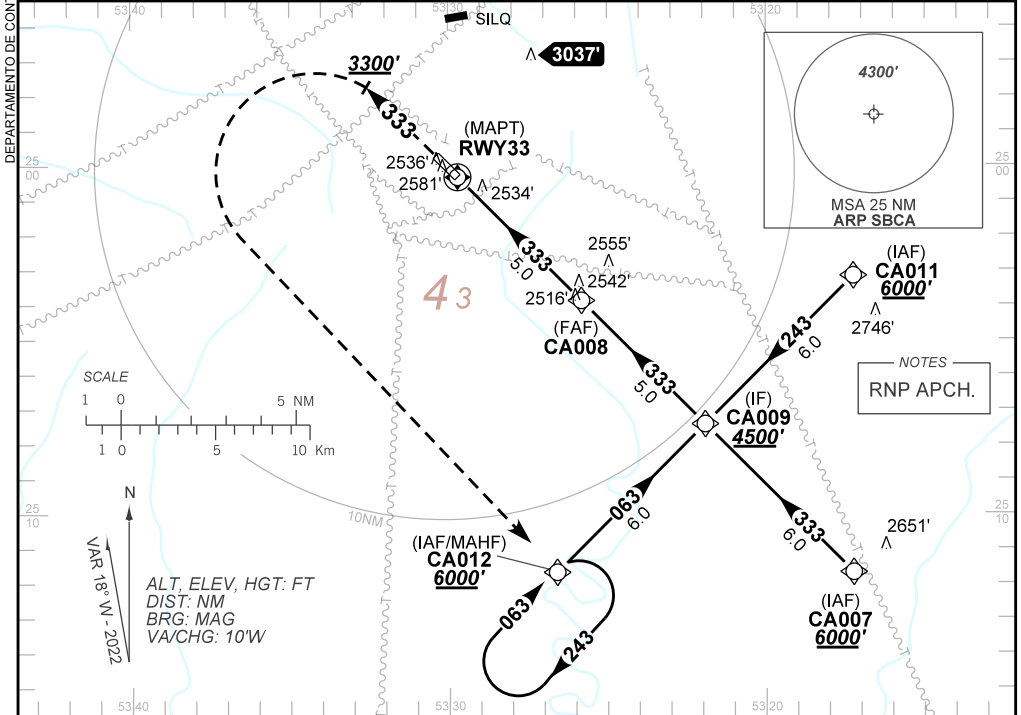 DEPARTAMENTO DE CONT
53 30
53 20
SILQ
3037'
3300'
4300'
333
(MAPT)
RWY33
2536'
2581'
2534'
25
00
25
00
MSA 25 NM
ARP SBCA
333
5.0
2555'
2542'
2516'
(IAF)
CA011
6000'
4 3
(FAF)
CA008
243
6.0
2746'
NOTES
RNP APCH.
SCALE
1 0 5 NM
1 0 5 10 Km
333
5.0
(IF)
CA009
4500'
N
VAR 18° W - 2022
10NM
063
6.0
333
6.0
25
10
25
10
2651'
(IAF/MAHF)
CA012
6000'
ALT, ELEV, HGT: FT
DIST: NM
BRG: MAG
VA/CHG: 10'W
063
243
(IAF)
CA007
6000'
53 40
53 30
53 20